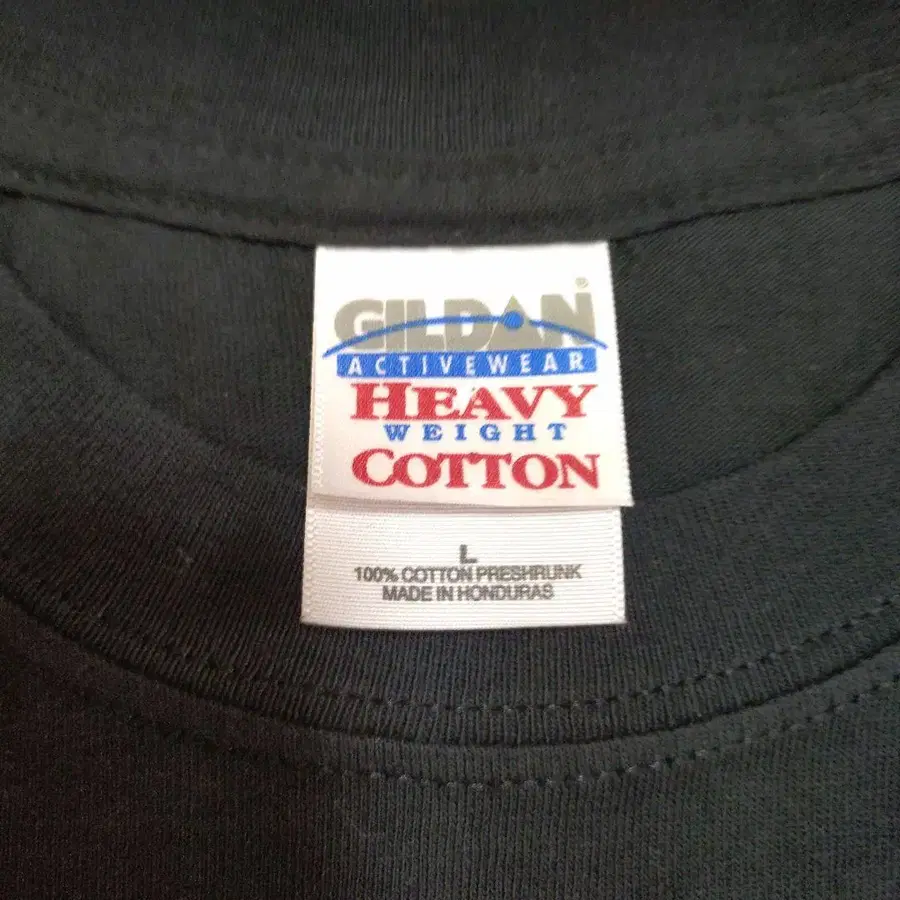 GILDAN®
ACTIVEWEAR
HEAVY
WEIGHT
COTTON
L
100% COTTON PRESHRUNK
MADE IN HONDURAS